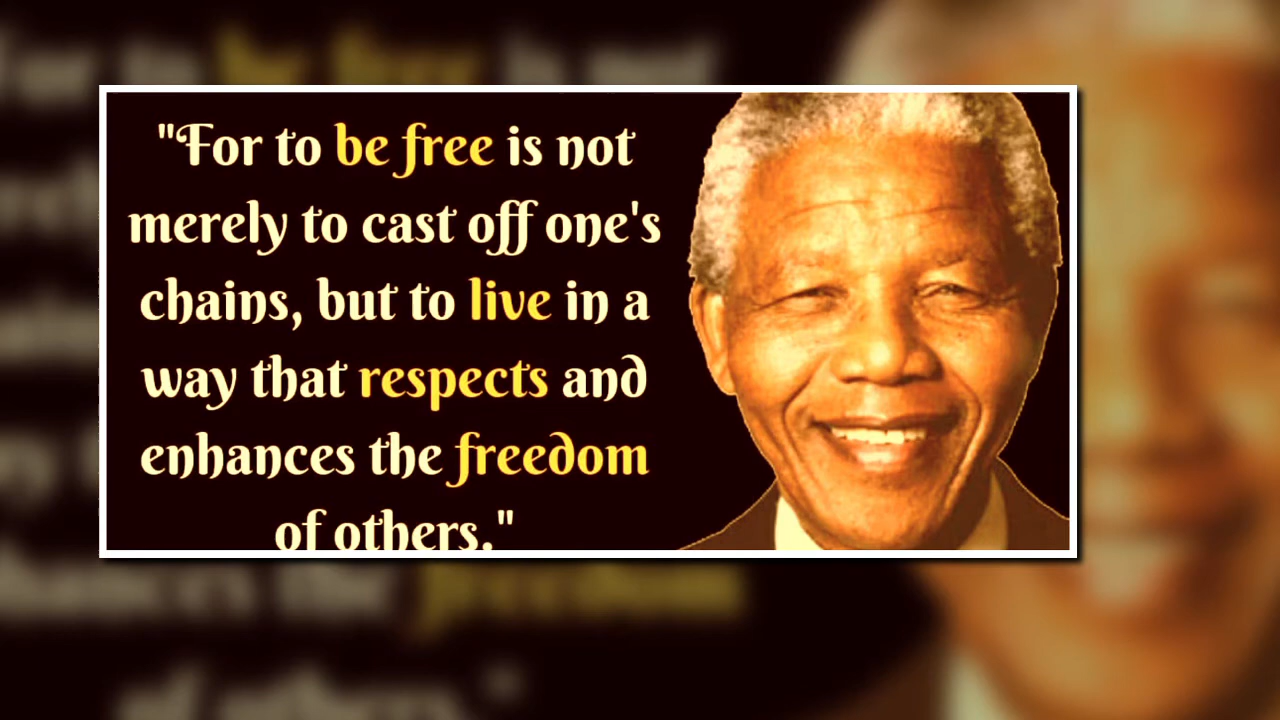 "For to be free is not
merely to cast off one's
chains, but to live in a
way that respects and
enhances the freedom
of others."